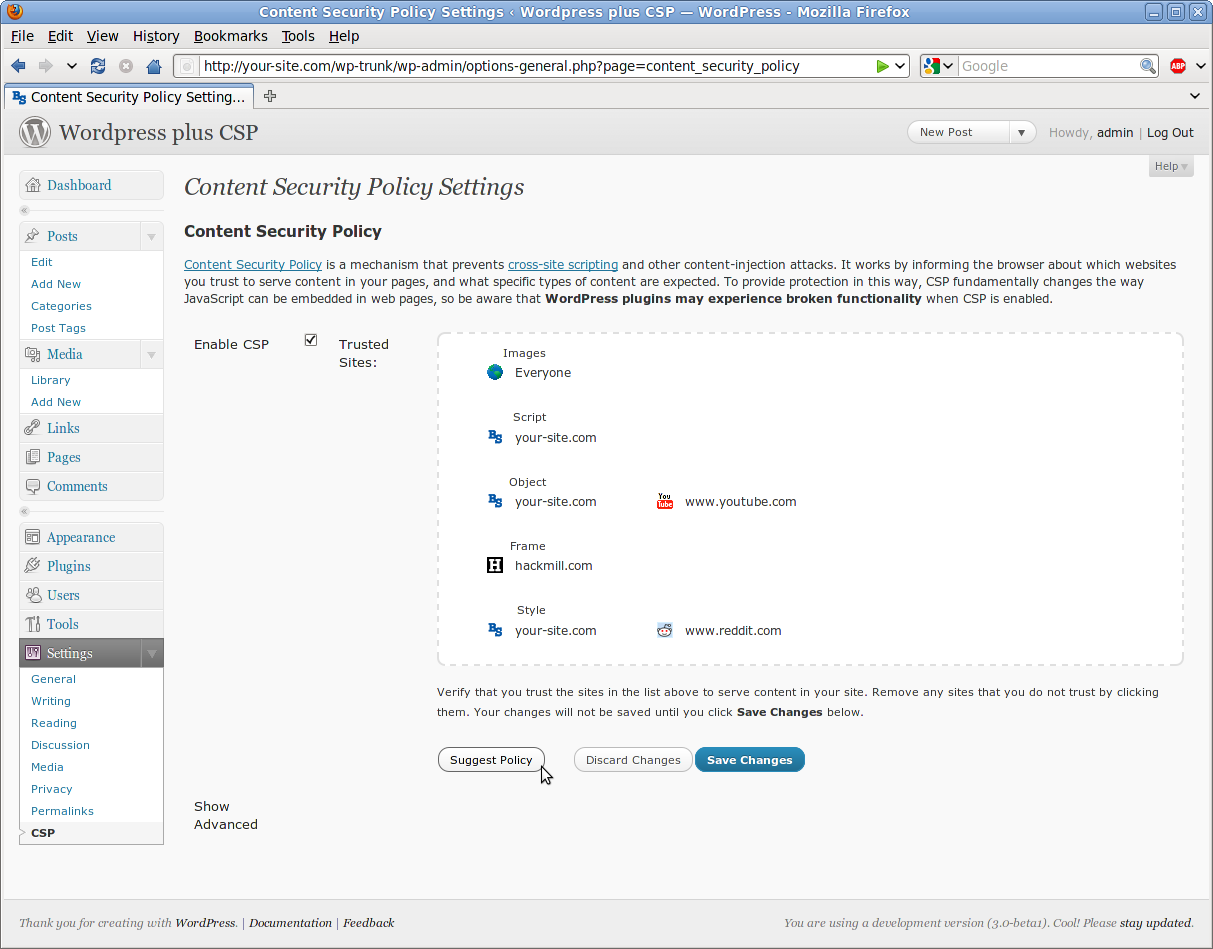 Content Security Policy Settings ‹ Wordpress plus CSP — WordPress - Mozilla Firefox
File Edit View History Bookmarks Tools Help
http://your-site.com/wp-trunk/wp-admin/options-general.php?page=content_security_policy
Google
ABP
BS Content Security Policy Setting...
W Wordpress plus CSP
New Post
Howdy, admin | Log Out
Help
Dashboard
Posts
Edit
Add New
Categories
Post Tags
Media
Library
Add New
Links
Pages
Comments
Appearance
Plugins
Users
Tools
Settings
General
Writing
Reading
Discussion
Media
Privacy
Permalinks
CSP
Content Security Policy Settings
Content Security Policy
Content Security Policy is a mechanism that prevents cross-site scripting and other content-injection attacks. It works by informing the browser about which websites
you trust to serve content in your pages, and what specific types of content are expected. To provide protection in this way, CSP fundamentally changes the way
JavaScript can be embedded in web pages, so be aware that WordPress plugins may experience broken functionality when CSP is enabled.
Enable CSP
Trusted
Sites:
Images
Everyone
Script
BS your-site.com
Object
BS your-site.com You Tube www.youtube.com
Frame
H hackmill.com
Style
BS your-site.com www.reddit.com
Verify that you trust the sites in the list above to serve content in your site. Remove any sites that you do not trust by clicking
them. Your changes will not be saved until you click Save Changes below.
Suggest Policy Discard Changes Save Changes
Show
Advanced
Thank you for creating with WordPress. | Documentation | Feedback
You are using a development version (3.0-beta1). Cool! Please stay updated.